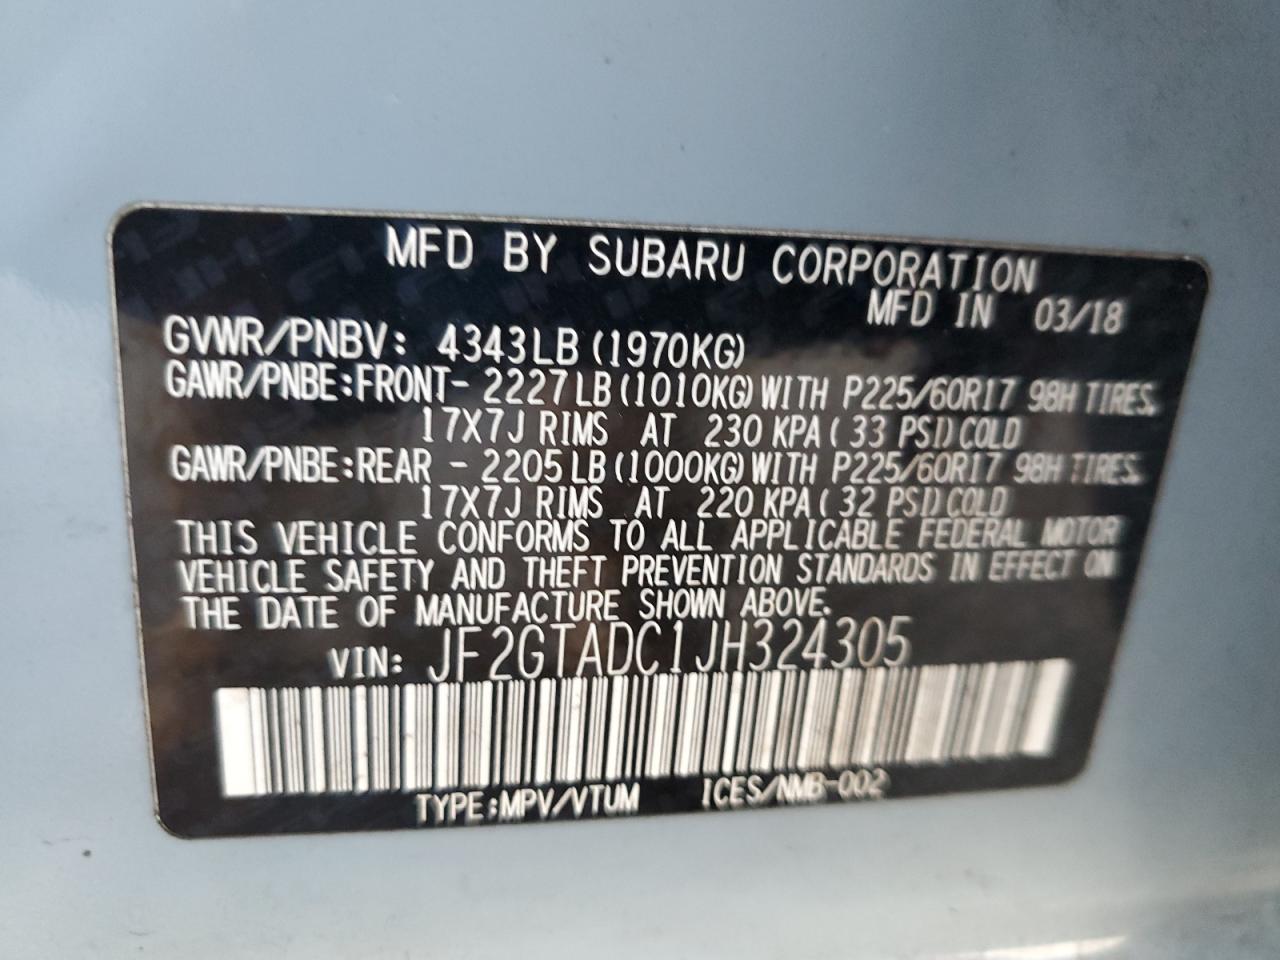 MFD BY SUBARU CORPORATION
MFD IN 03/18
GVWR/PNBV: 4343LB (1970KG)
GAWR/PNBE:FRONT- 2227LB(1010KG)WITH P225/60R17 98H TIRES.
17X7J RIMS AT 230 KPA( 33 PSI)COLD
GAWR/PNBE:REAR - 2205LB(1000KG)WITH P225/60R17 98H TIRES.
17X7J RIMS AT 220 KPA( 32 PSI)COLD
THIS VEHICLE CONFORMS TO ALL APPLICABLE FEDERAL MOTOR
VEHICLE SAFETY AND THEFT PREVENTION STANDARDS IN EFFECT ON
THE DATE OF MANUFACTURE SHOWN ABOVE.
VIN: JF2GTADC1JH324305
TYPE:MPV/VTUM ICES/NMB-002